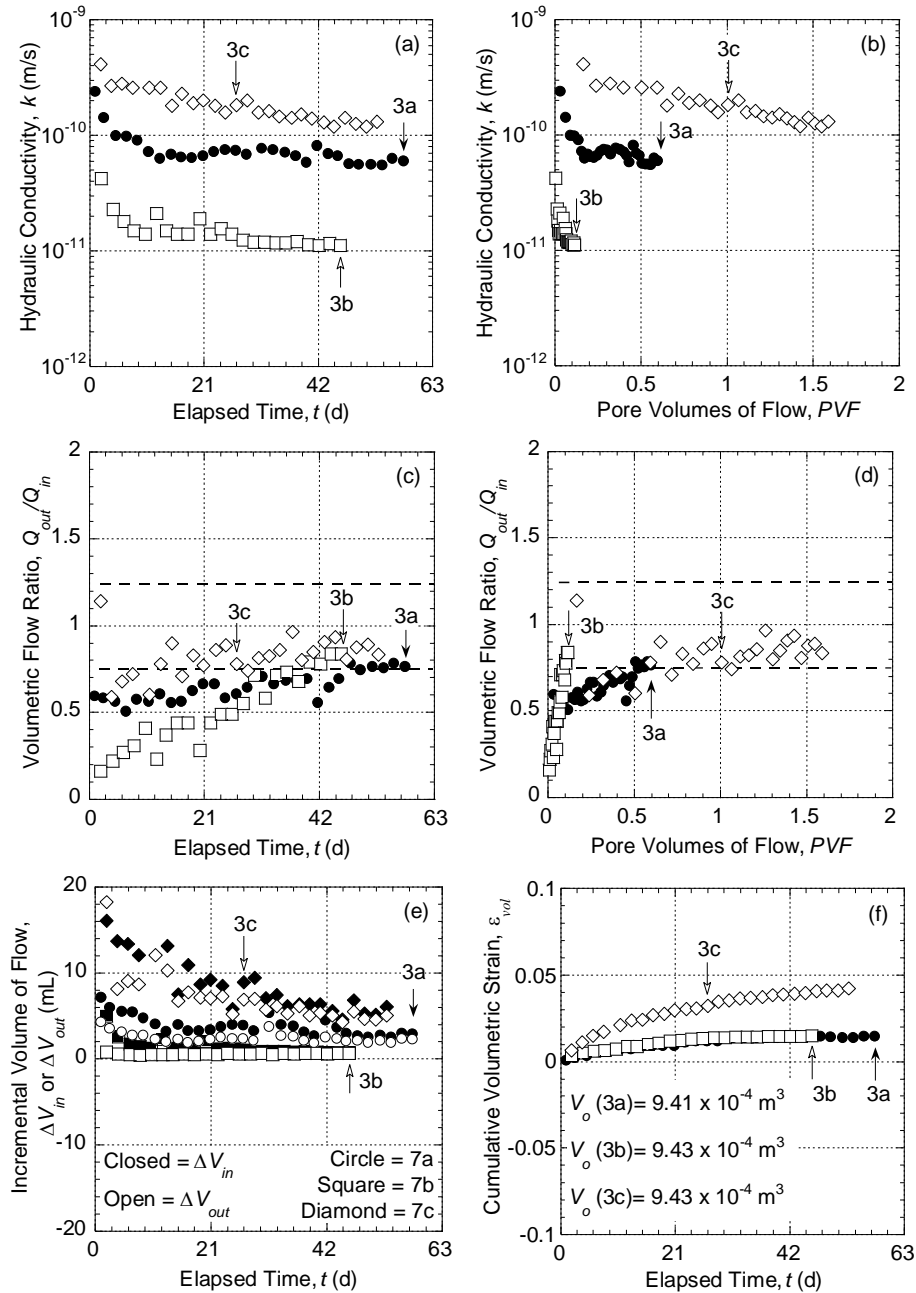 (a)
Hydraulic Conductivity, k (m/s)
10⁻⁹
10⁻¹⁰
10⁻¹¹
10⁻¹²
3c
3a
3b
0 21 42 63
Elapsed Time, t (d)
(b)
Hydraulic Conductivity, k (m/s)
10⁻⁹
10⁻¹⁰
10⁻¹¹
10⁻¹²
3c
3a
3b
0 0.5 1 1.5 2
Pore Volumes of Flow, PVF
(c)
Volumetric Flow Ratio, Q_out/Q_in
2
1.5
1
0.5
0
3c
3b
3a
0 21 42 63
Elapsed Time, t (d)
(d)
Volumetric Flow Ratio, Q_out/Q_in
2
1.5
1
0.5
0
3b
3c
3a
0 0.5 1 1.5 2
Pore Volumes of Flow, PVF
(e)
Incremental Volume of Flow,
ΔV_in or ΔV_out (mL)
20
10
0
-10
-20
3c
3a
3b
Closed = ΔV_in
Open = ΔV_out
Circle = 7a
Square = 7b
Diamond = 7c
0 21 42 63
Elapsed Time, t (d)
(f)
Cumulative Volumetric Strain, ε_vol
0.1
0.05
0
-0.05
-0.1
3c
3b
3a
V_o (3a)= 9.41 x 10⁻⁴ m³
V_o (3b)= 9.43 x 10⁻⁴ m³
V_o (3c)= 9.43 x 10⁻⁴ m³
0 21 42 63
Elapsed Time, t (d)